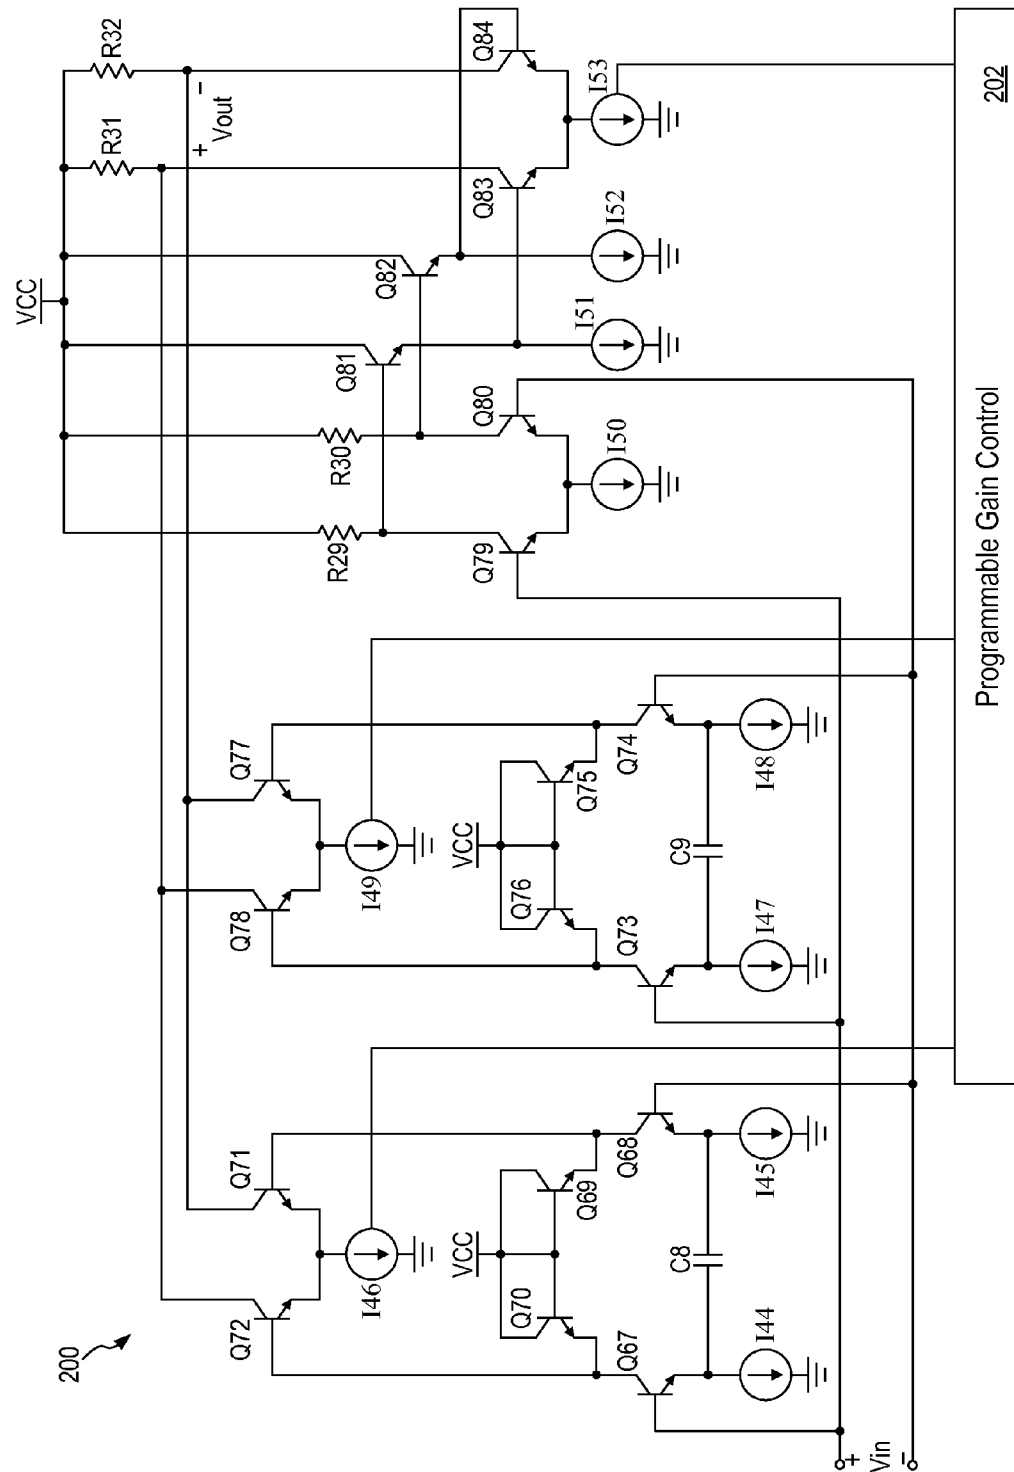 200
Vin
+
-
Q67
Q68
Q69
Q70
Q71
Q72
VCC
C8
I44
I45
I46
Q73
Q74
Q75
Q76
Q77
Q78
VCC
C9
I47
I48
I49
VCC
R29
R30
R31
R32
Q79
Q80
Q81
Q82
Q83
Q84
I50
I51
I52
I53
+ Vout -
Programmable Gain Control
202